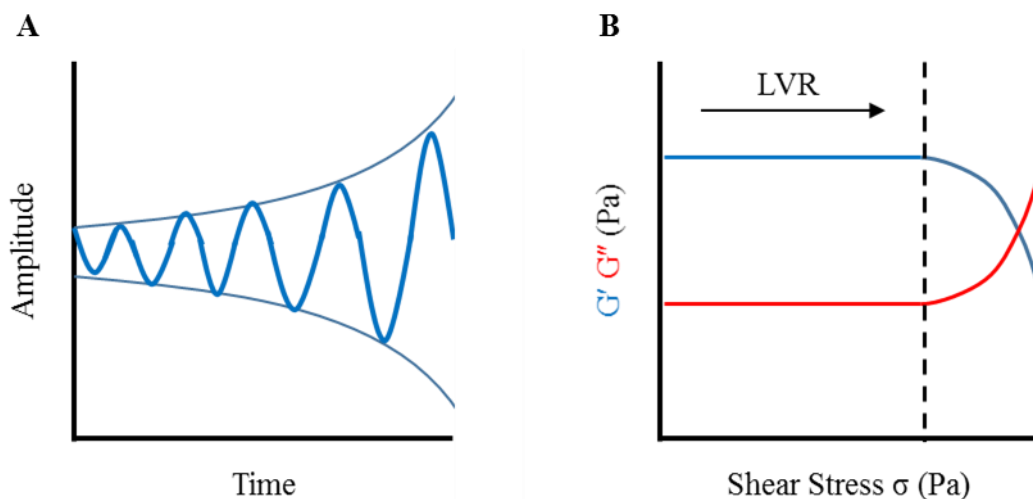 A
Amplitude
Time
B
LVR
G′ G″ (Pa)
Shear Stress σ (Pa)